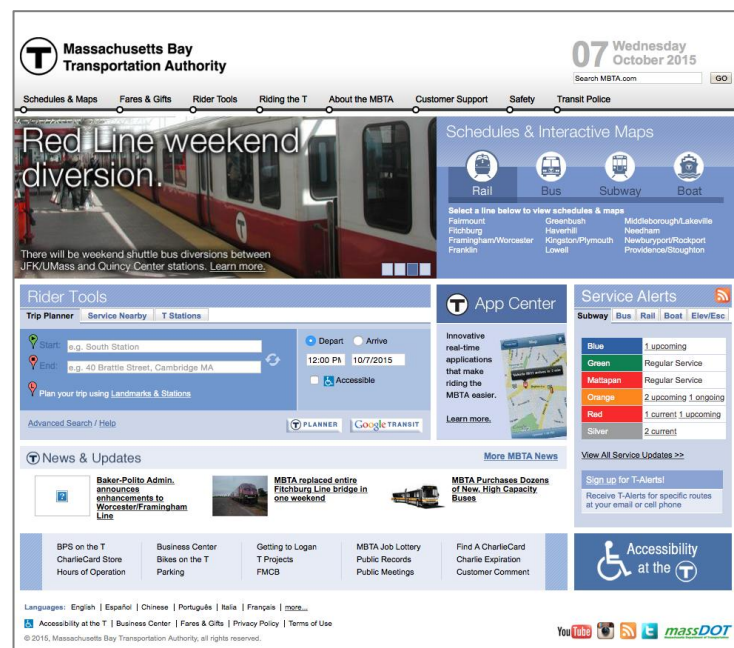 Massachusetts Bay
Transportation Authority
07 Wednesday
October 2015
Search MBTA.com GO
Schedules & Maps Fares & Gifts Rider Tools Riding the T About the MBTA Customer Support Safety Transit Police
Red Line weekend
diversion.
There will be weekend shuttle bus diversions between
JFK/UMass and Quincy Center stations. Learn more.
Schedules & Interactive Maps
Rail Bus Subway Boat
Select a line below to view schedules & maps
Fairmount Greenbush Middleborough/Lakeville
Fitchburg Haverhill Needham
Framingham/Worcester Kingston/Plymouth Newburyport/Rockport
Franklin Lowell Providence/Stoughton
Rider Tools
Trip Planner Service Nearby T Stations
Start: e.g. South Station
End: e.g. 40 Brattle Street, Cambridge MA
Plan your trip using Landmarks & Stations
Depart Arrive
12:00 PM 10/7/2015
Accessible
Advanced Search / Help
T PLANNER Google TRANSIT
T App Center
Innovative
real-time
applications
that make
riding the
MBTA easier.
Learn more.
Service Alerts
Subway Bus Rail Boat Elev/Esc
Blue 1 upcoming
Green Regular Service
Mattapan Regular Service
Orange 2 upcoming 1 ongoing
Red 1 current 1 upcoming
Silver 2 current
View All Service Updates >>
Sign up for T-Alerts!
Receive T-Alerts for specific routes
at your email or cell phone
T News & Updates
More MBTA News
Baker-Polito Admin.
announces
enhancements to
Worcester/Framingham
Line
MBTA replaced entire
Fitchburg Line bridge in
one weekend
MBTA Purchases Dozens
of New, High Capacity
Buses
BPS on the T Business Center Getting to Logan MBTA Job Lottery Find A CharlieCard
CharlieCard Store Bikes on the T T Projects Public Records Charlie Expiration
Hours of Operation Parking FMCB Public Meetings Customer Comment
Accessibility
at the T
Languages: English | Español | Chinese | Português | Italia | Français | more...
Accessibility at the T | Business Center | Fares & Gifts | Privacy Policy | Terms of Use
© 2015, Massachusetts Bay Transportation Authority, all rights reserved.
YouTube massDOT